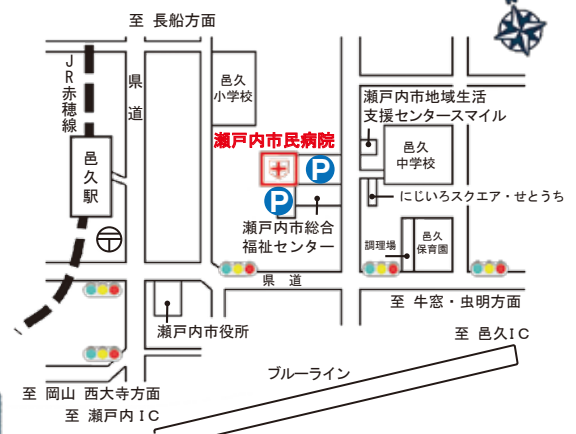 至 長船方面
JR赤穂線
県道
邑久
小学校
瀬戸内市地域生活
支援センタースマイル
瀬戸内市民病院
邑久
中学校
P
邑久駅
にじいろスクエア・せとうち
P
瀬戸内市総合
福祉センター
調理場
邑久
保育園
県 道
至 牛窓・虫明方面
瀬戸内市役所
至 邑久IC
ブルーライン
至 岡山 西大寺方面
至 瀬戸内 IC